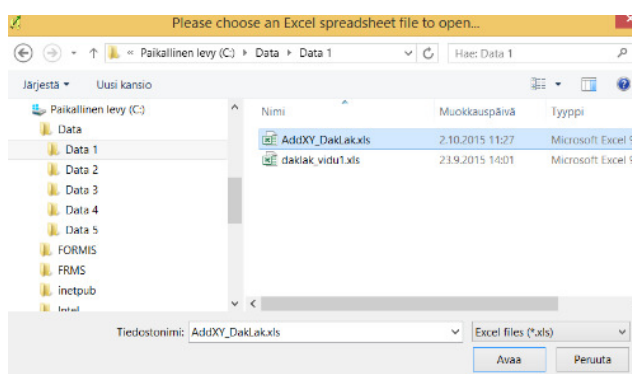 Please choose an Excel spreadsheet file to open...
« Paikallinen levy (C:) ▸ Data ▸ Data 1
Hae: Data 1
Järjestä
Uusi kansio
Paikallinen levy (C:)
Data
Data 1
Data 2
Data 3
Data 4
Data 5
FORMIS
FRMS
inetpub
Intel
Nimi Muokkauspäivä Tyyppi
AddXY_DakLak.xls 2.10.2015 11:27 Microsoft Excel 9
daklak_vidu1.xls 23.9.2015 14:01 Microsoft Excel 9
Tiedostonimi: AddXY_DakLak.xls Excel files (*.xls)
Avaa Peruuta